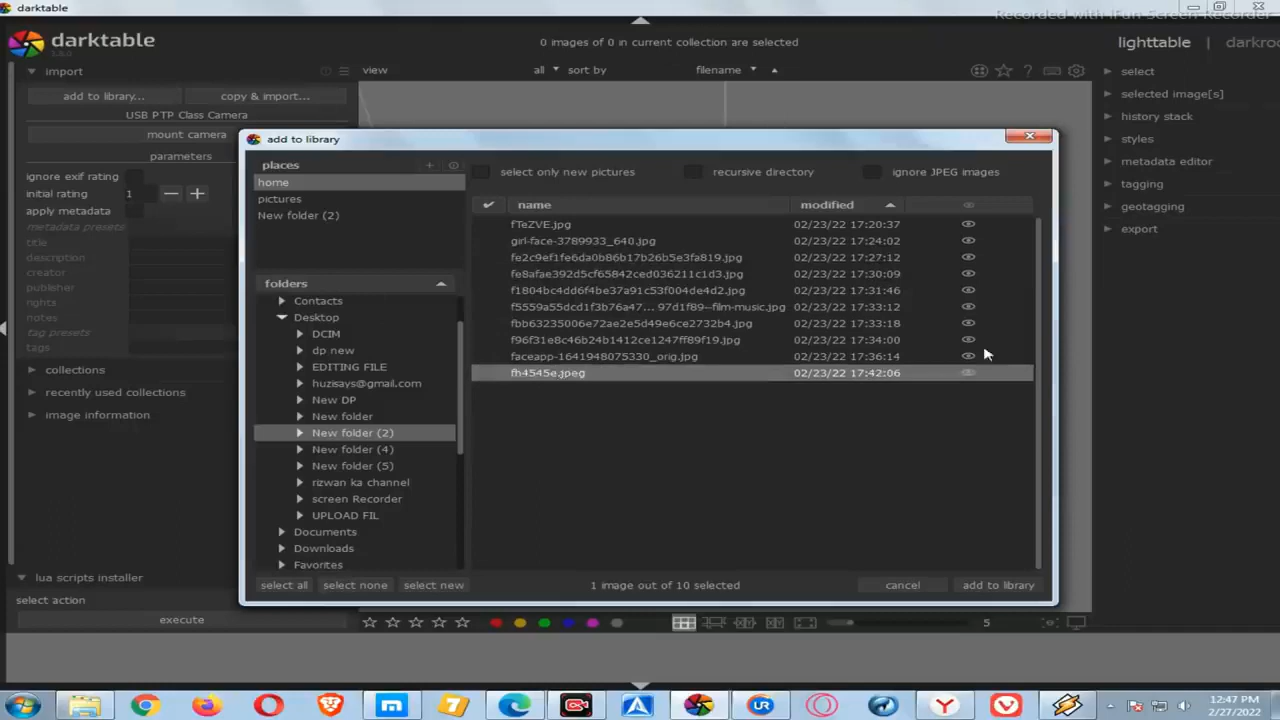 darktable
Recorded with iFun Screen Recorder
darktable
0 images of 0 in current collection are selected
lighttable | darkroo
import
view
all
sort by
filename
select
add to library...
copy & import...
selected image[s]
USB PTP Class Camera
history stack
mount camera
styles
parameters
metadata editor
ignore exif rating
tagging
initial rating
1
geotagging
apply metadata
export
metadata presets
title
description
creator
publisher
rights
notes
tag presets
tags
collections
recently used collections
image information
add to library
places
select only new pictures
recursive directory
ignore JPEG images
home
pictures
New folder (2)
name
modified
fTeZVE.jpg 02/23/22 17:20:37
girl-face-3789933_640.jpg 02/23/22 17:24:02
fe2c9ef1fe6da0b86b17b26b5e3fa819.jpg 02/23/22 17:27:12
fe8afae392d5cf65842ced036211c1d3.jpg 02/23/22 17:30:09
f1804bc4dd6f4be37a91c53f004de4d2.jpg 02/23/22 17:31:46
f5559a55dcd1f3b76a47... 97d1f89--film-music.jpg 02/23/22 17:33:12
fbb63235006e72ae2e5d49e6ce2732b4.jpg 02/23/22 17:33:18
f96f31e8c46b24b1412ce1247ff89f19.jpg 02/23/22 17:34:00
faceapp-1641948075330_orig.jpg 02/23/22 17:36:14
fh4545e.jpeg 02/23/22 17:42:06
folders
Contacts
Desktop
DCIM
dp new
EDITING FILE
huzisays@gmail.com
New DP
New folder
New folder (2)
New folder (4)
New folder (5)
rizwan ka channel
screen Recorder
UPLOAD FIL
Documents
Downloads
Favorites
select all
select none
select new
1 image out of 10 selected
cancel
add to library
lua scripts installer
select action
execute
5
12:47 PM
2/27/2022